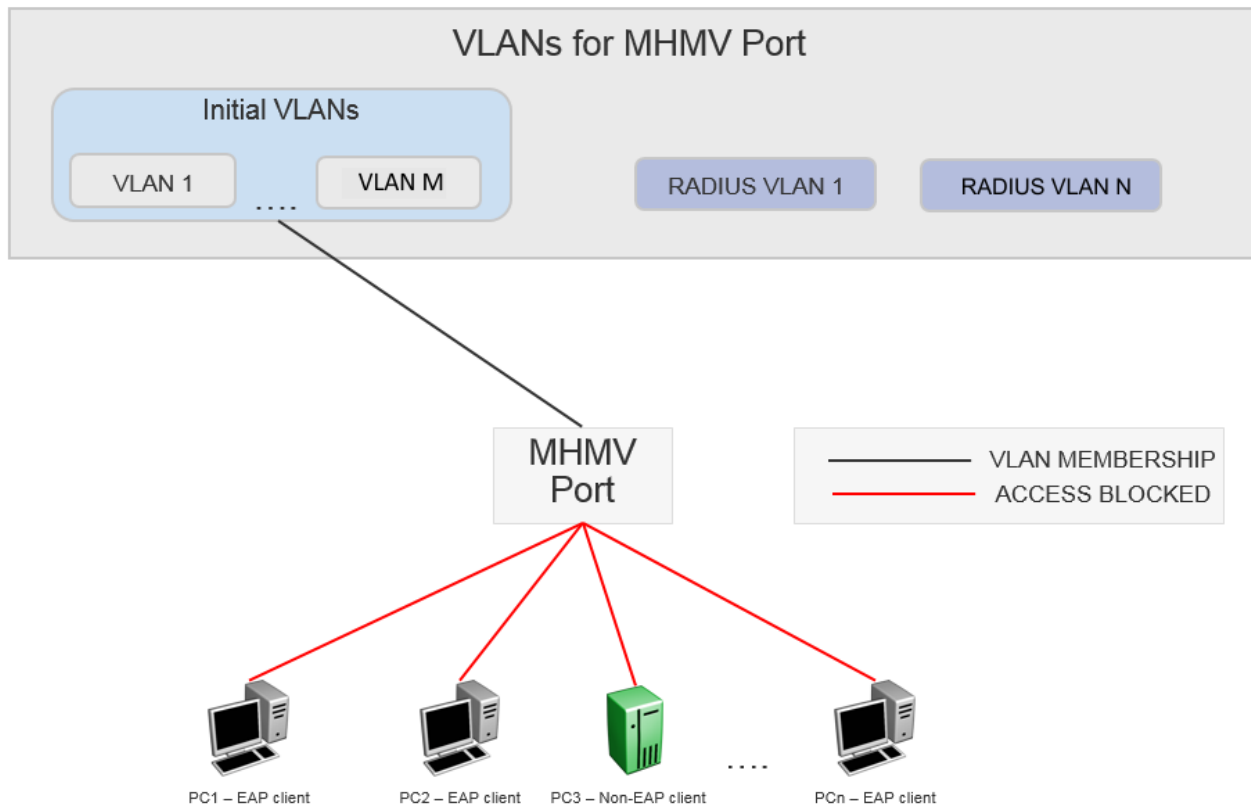 VLANs for MHMV Port
Initial VLANs
VLAN 1
....
VLAN M
RADIUS VLAN 1
RADIUS VLAN N
MHMV
Port
VLAN MEMBERSHIP
ACCESS BLOCKED
....
PC1 – EAP client
PC2 – EAP client
PC3 – Non-EAP client
PCn – EAP client